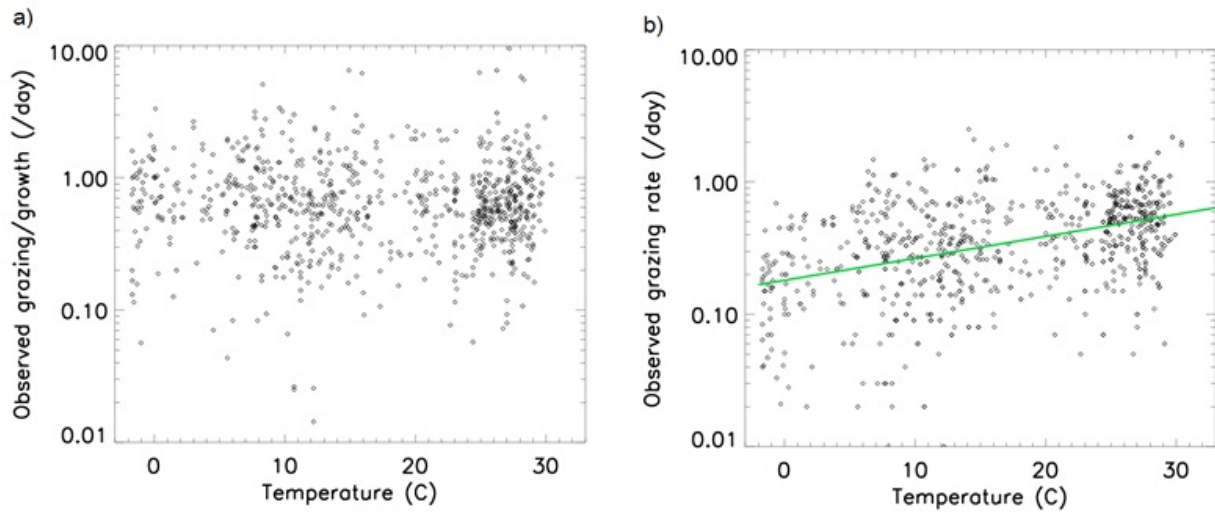 a)
Observed grazing/growth (/day)
10.00
1.00
0.10
0.01
0 10 20 30
Temperature (C)
b)
Observed grazing rate (/day)
10.00
1.00
0.10
0.01
0 10 20 30
Temperature (C)